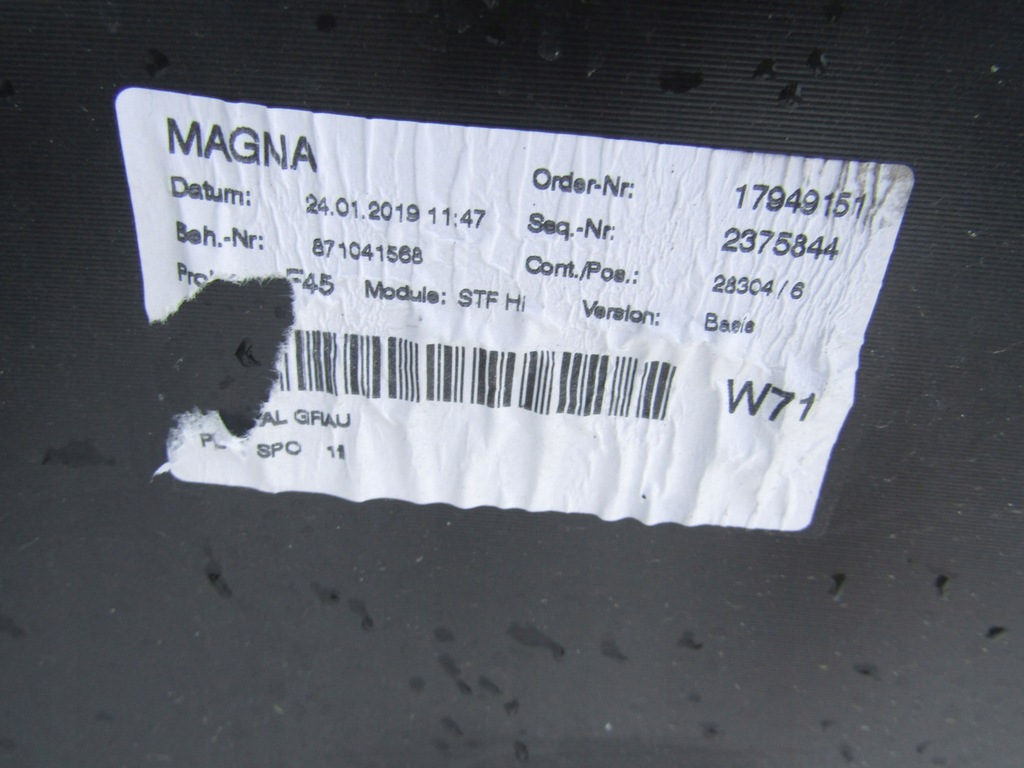 MAGNA
Datum: 24.01.2019 11:47 Order-Nr: 17949151
Beh.-Nr: 871041568 Seq.-Nr: 2375844
Cont./Pos.: 28304/6
F45 Module: STF Hi Version: Basis
W71
AL GRAU
SPO 11